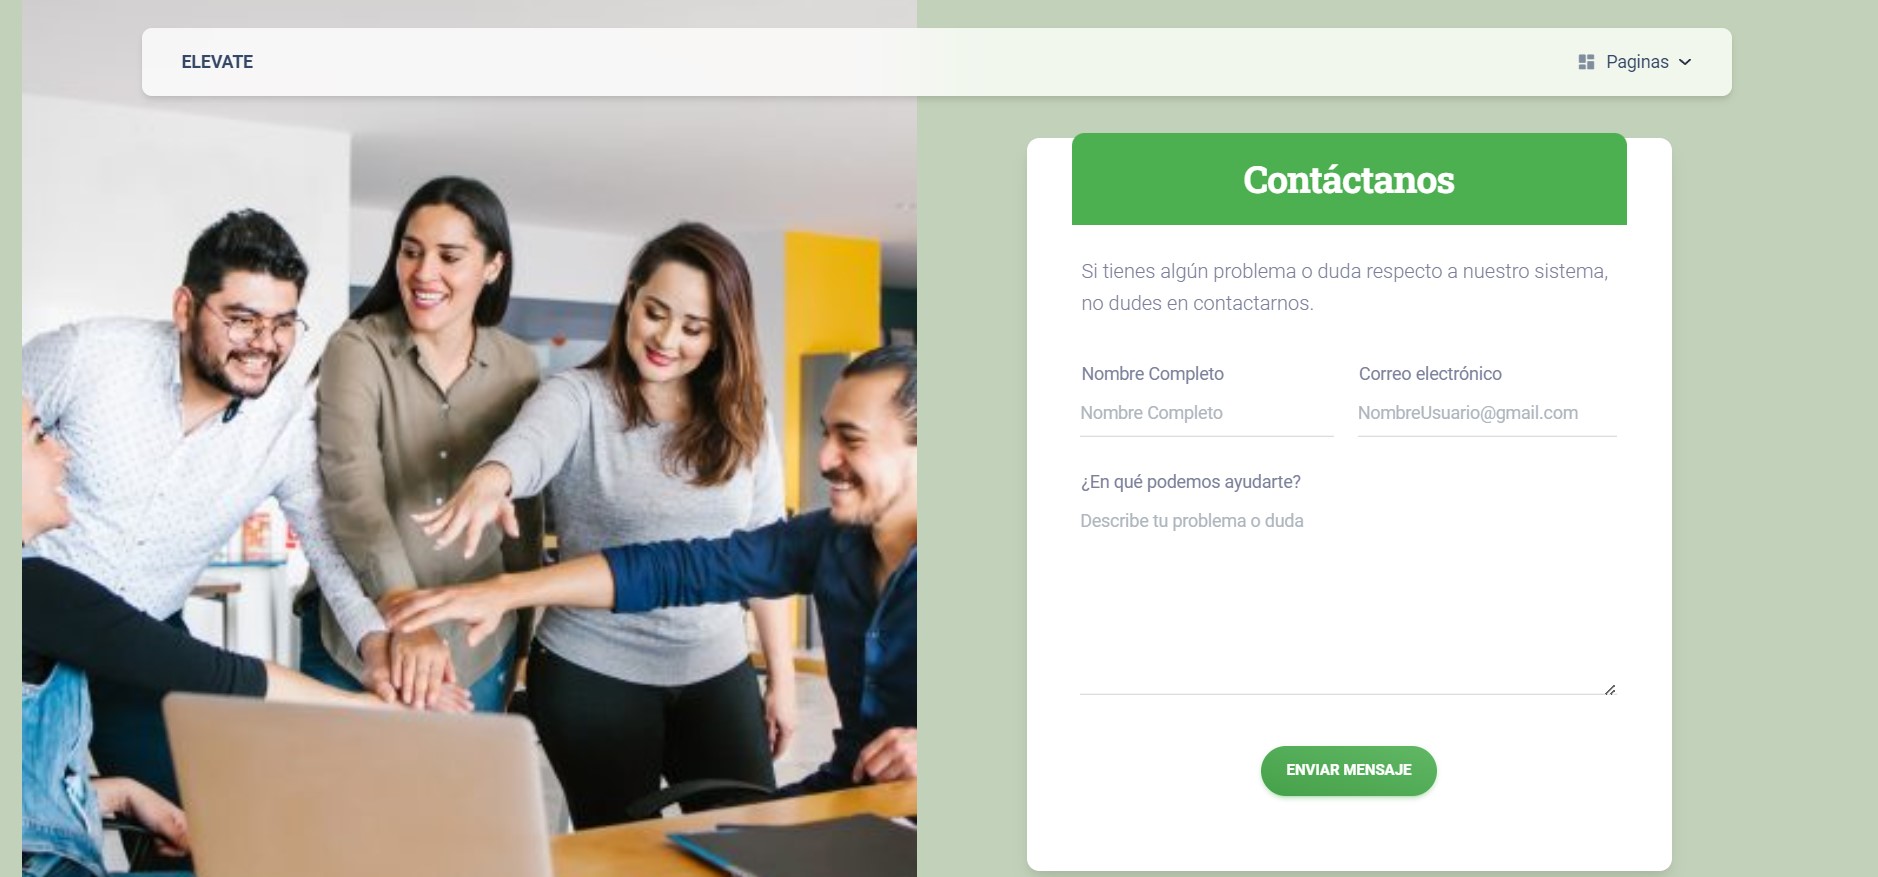 ELEVATE
Paginas
Contáctanos
Si tienes algún problema o duda respecto a nuestro sistema,
no dudes en contactarnos.
Nombre Completo
Correo electrónico
Nombre Completo
NombreUsuario@gmail.com
¿En qué podemos ayudarte?
Describe tu problema o duda
ENVIAR MENSAJE